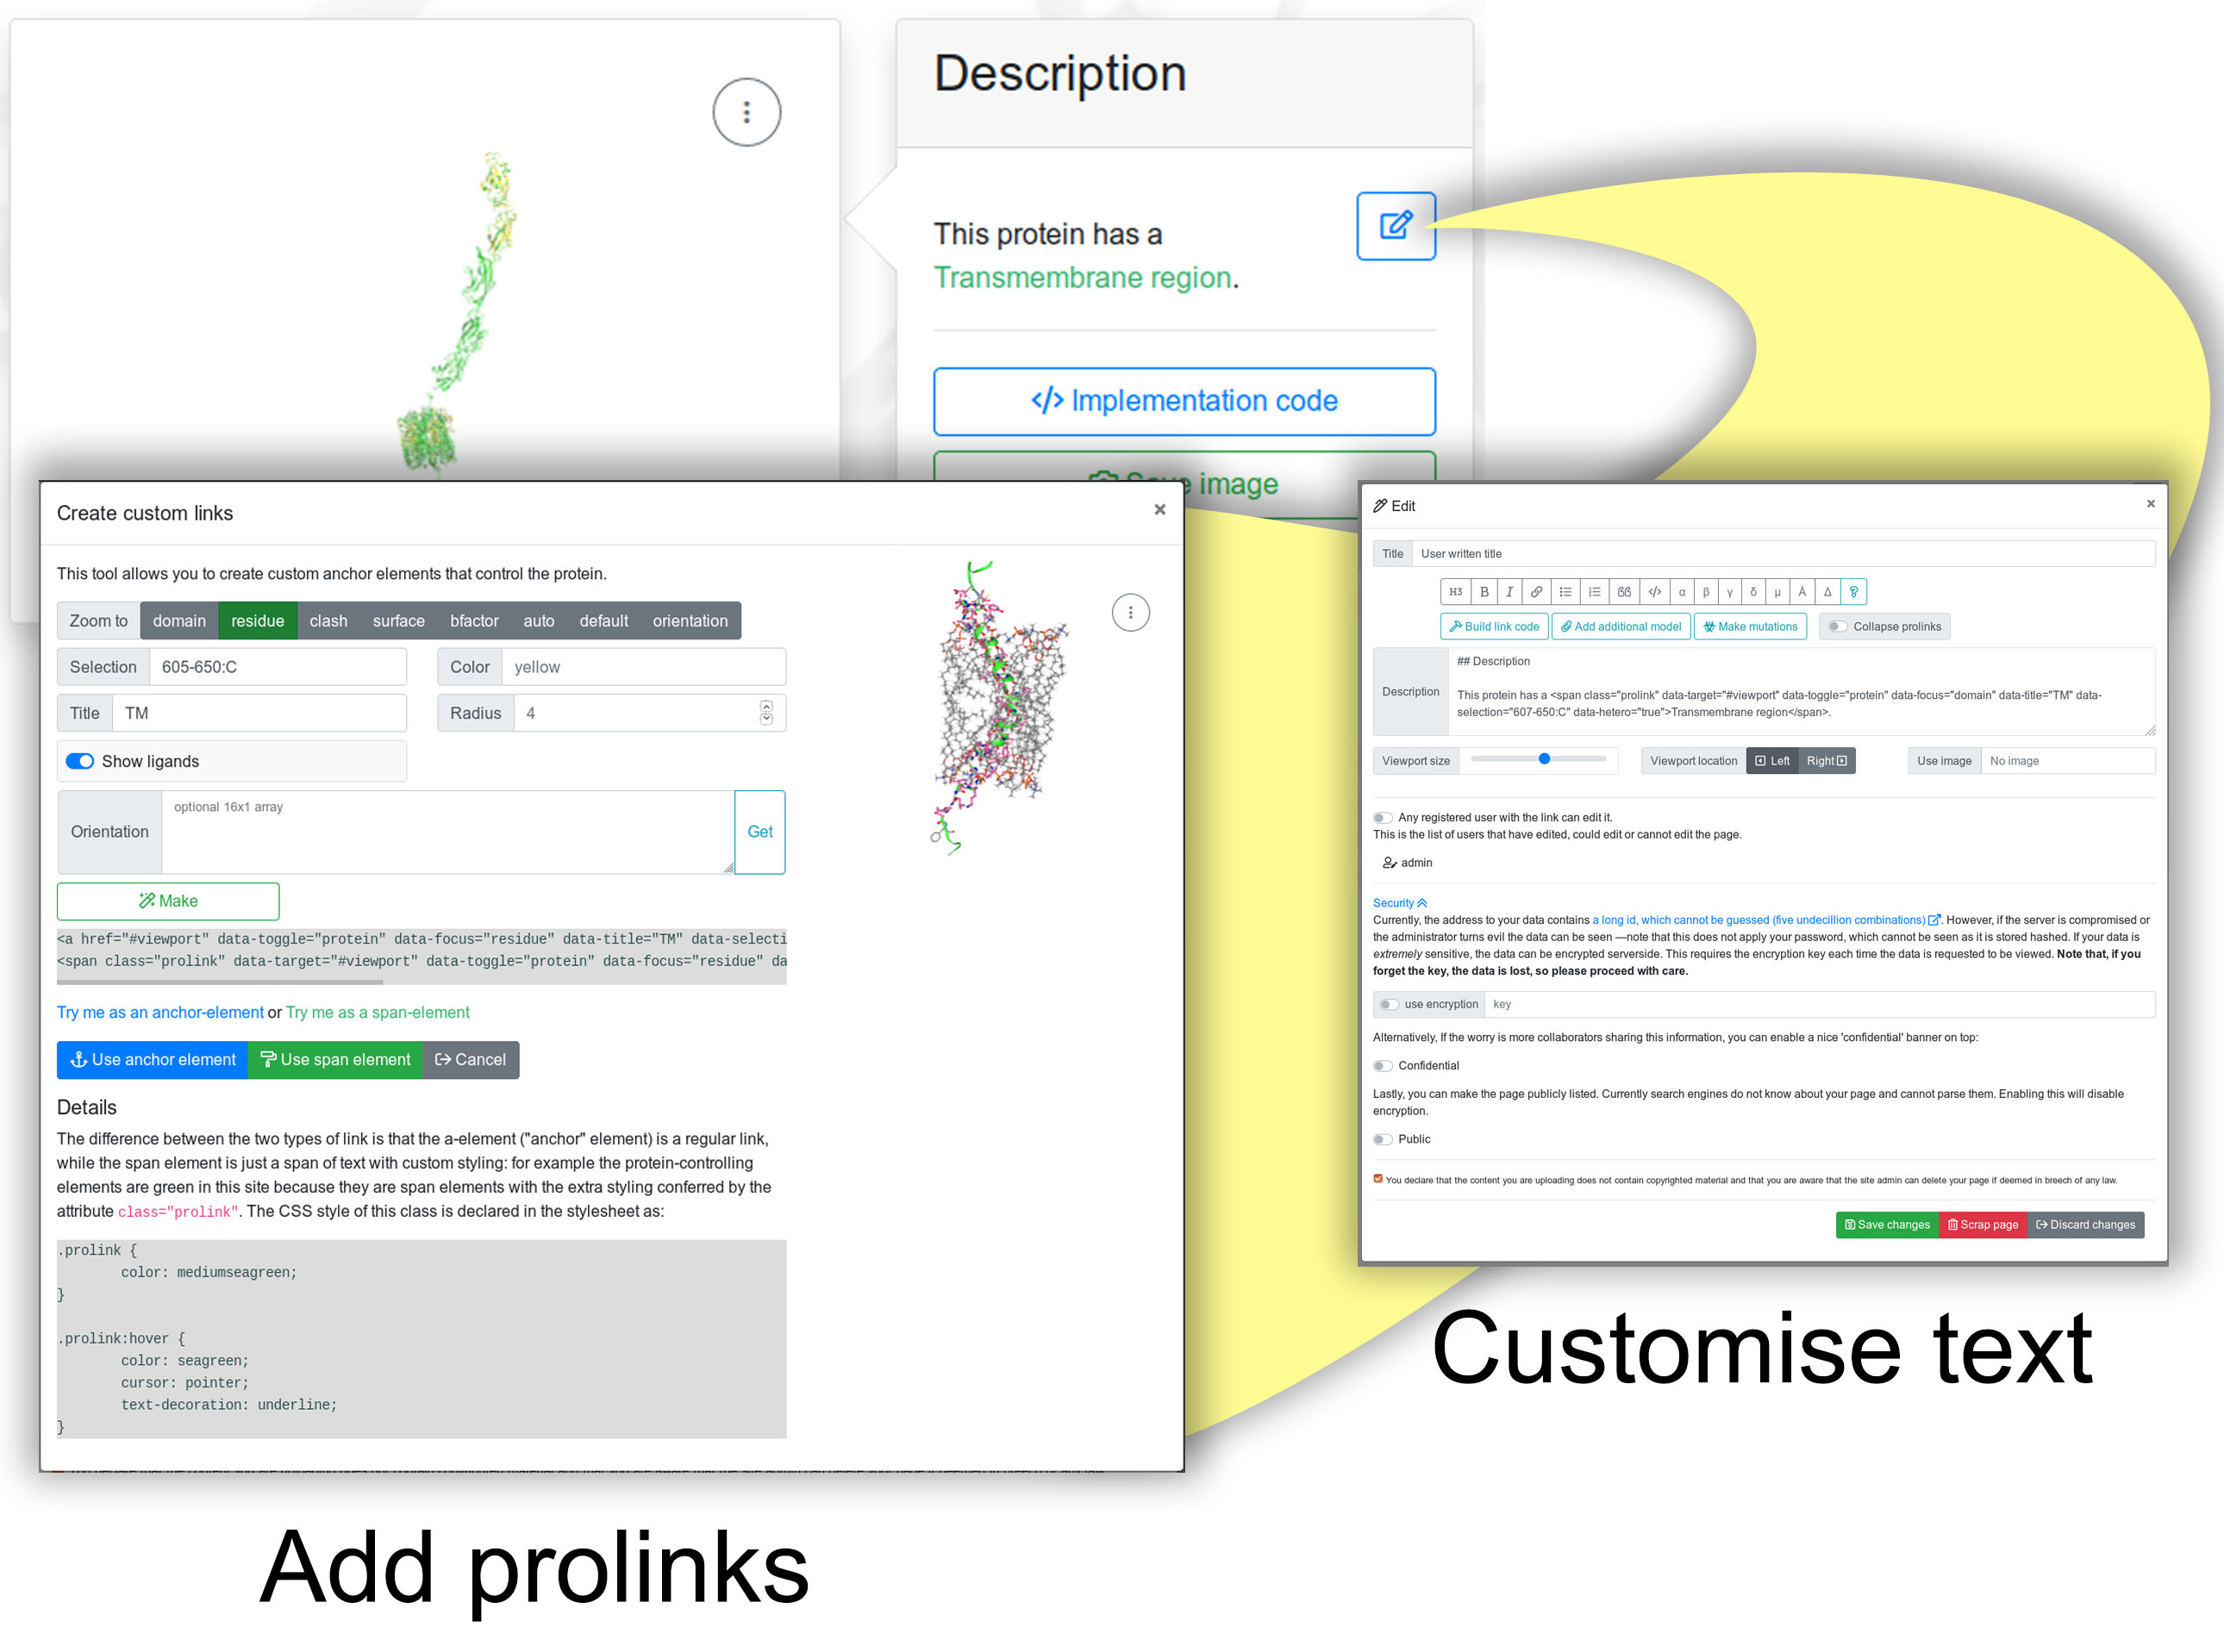 Description
This protein has a
Transmembrane region.
</> Implementation code
Save image
Create custom links ×
This tool allows you to create custom anchor elements that control the protein.
Zoom to domain residue clash surface bfactor auto default orientation
Selection 605-650:C Color yellow
Title TM Radius 4
Show ligands
optional 16x1 array
Orientation Get
Make
<a href="#viewport" data-toggle="protein" data-focus="residue" data-title="TM" data-selecti
<span class="prolink" data-target="#viewport" data-toggle="protein" data-focus="residue" da
Try me as an anchor-element or Try me as a span-element
Use anchor element Use span element Cancel
Details
The difference between the two types of link is that the a-element ("anchor" element) is a regular link,
while the span element is just a span of text with custom styling: for example the protein-controlling
elements are green in this site because they are span elements with the extra styling conferred by the
attribute class="prolink". The CSS style of this class is declared in the stylesheet as:
.prolink {
color: mediumseagreen;
}
.prolink:hover {
color: seagreen;
cursor: pointer;
text-decoration: underline;
}
Add prolinks
Edit ×
Title User written title
H3 B I </> α β γ δ μ Å Δ ?
Build link code Add additional model Make mutations Collapse prolinks
## Description
Description
This protein has a <span class="prolink" data-target="#viewport" data-toggle="protein" data-focus="domain" data-title="TM" data-
selection="607-650:C" data-hetero="true">Transmembrane region</span>.
Viewport size Viewport location Left Right Use image No image
Any registered user with the link can edit it.
This is the list of users that have edited, could edit or cannot edit the page.
admin
Security
Currently, the address to your data contains a long id, which cannot be guessed (five undecillion combinations). However, if the server is compromised or
the administrator turns evil the data can be seen —note that this does not apply your password, which cannot be seen as it is stored hashed. If your data is
extremely sensitive, the data can be encrypted serverside. This requires the encryption key each time the data is requested to be viewed. Note that, if you
forget the key, the data is lost, so please proceed with care.
use encryption key
Alternatively, If the worry is more collaborators sharing this information, you can enable a nice 'confidential' banner on top:
Confidential
Lastly, you can make the page publicly listed. Currently search engines do not know about your page and cannot parse them. Enabling this will disable
encryption.
Public
You declare that the content you are uploading does not contain copyrighted material and that you are aware that the site admin can delete your page if deemed in breech of any law.
Save changes Scrap page Discard changes
Customise text